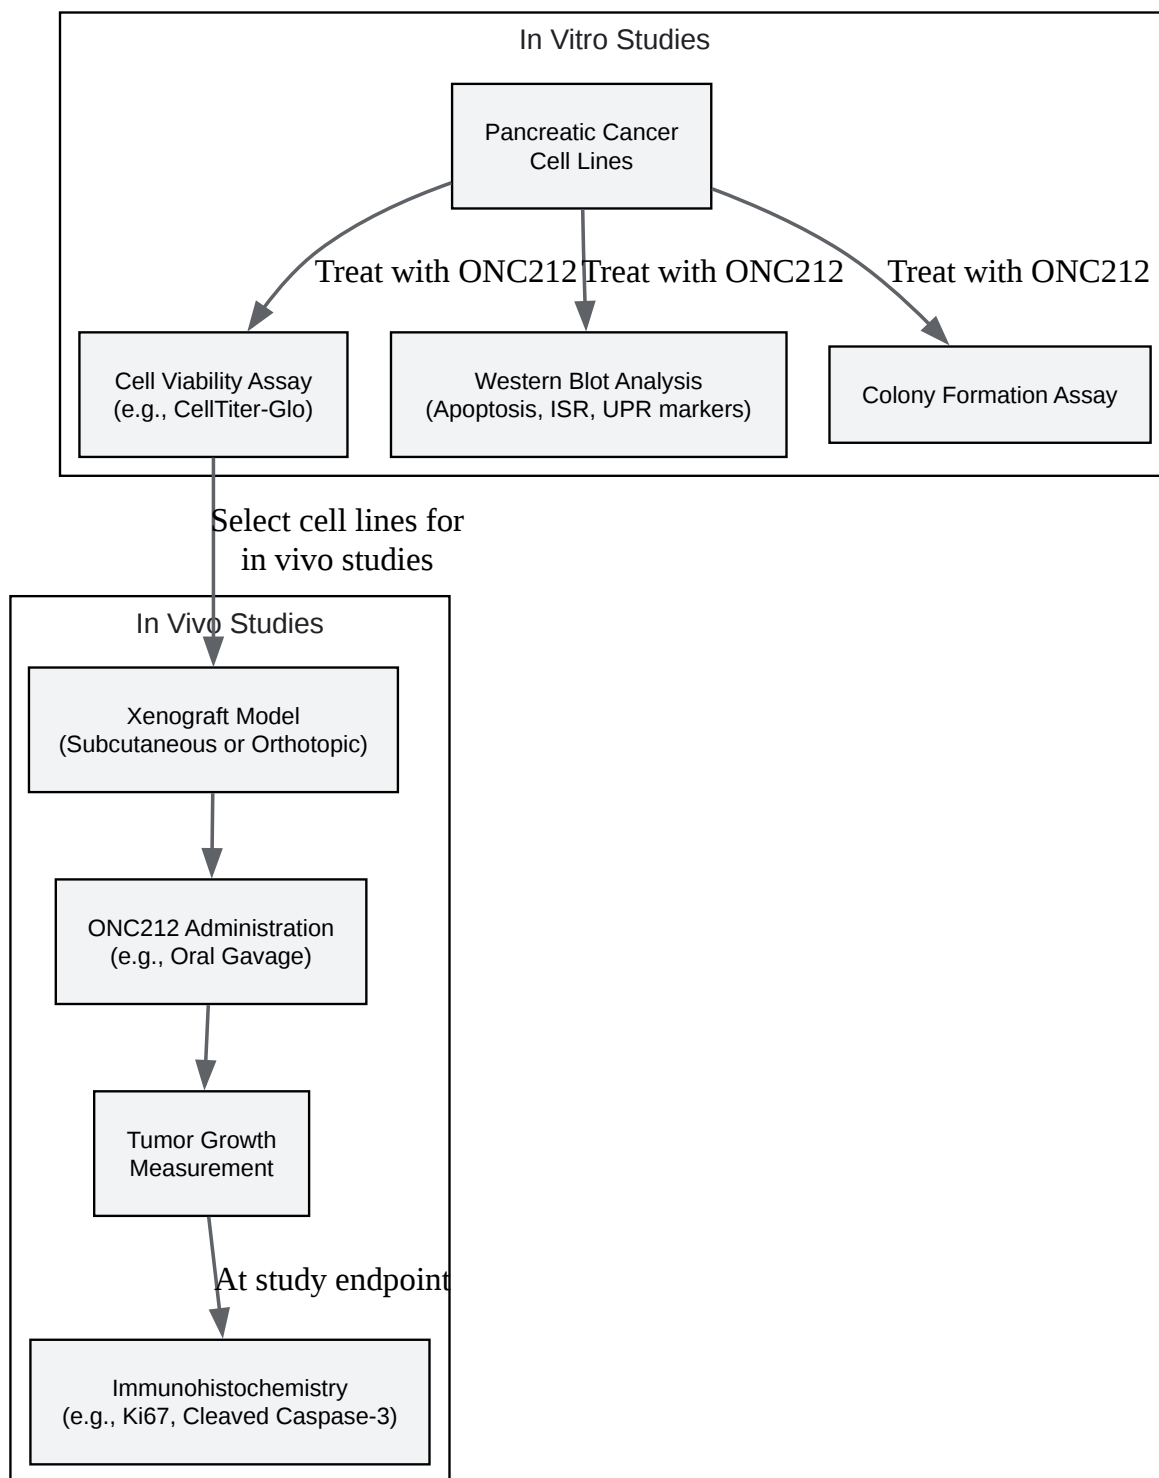 In Vitro Studies
Pancreatic Cancer
Cell Lines
Treat with ONC212
Treat with ONC212
Treat with ONC212
Cell Viability Assay
(e.g., CellTiter-Glo)
Western Blot Analysis
(Apoptosis, ISR, UPR markers)
Colony Formation Assay
Select cell lines for
in vivo studies
In Vivo Studies
Xenograft Model
(Subcutaneous or Orthotopic)
ONC212 Administration
(e.g., Oral Gavage)
Tumor Growth
Measurement
At study endpoint
Immunohistochemistry
(e.g., Ki67, Cleaved Caspase-3)